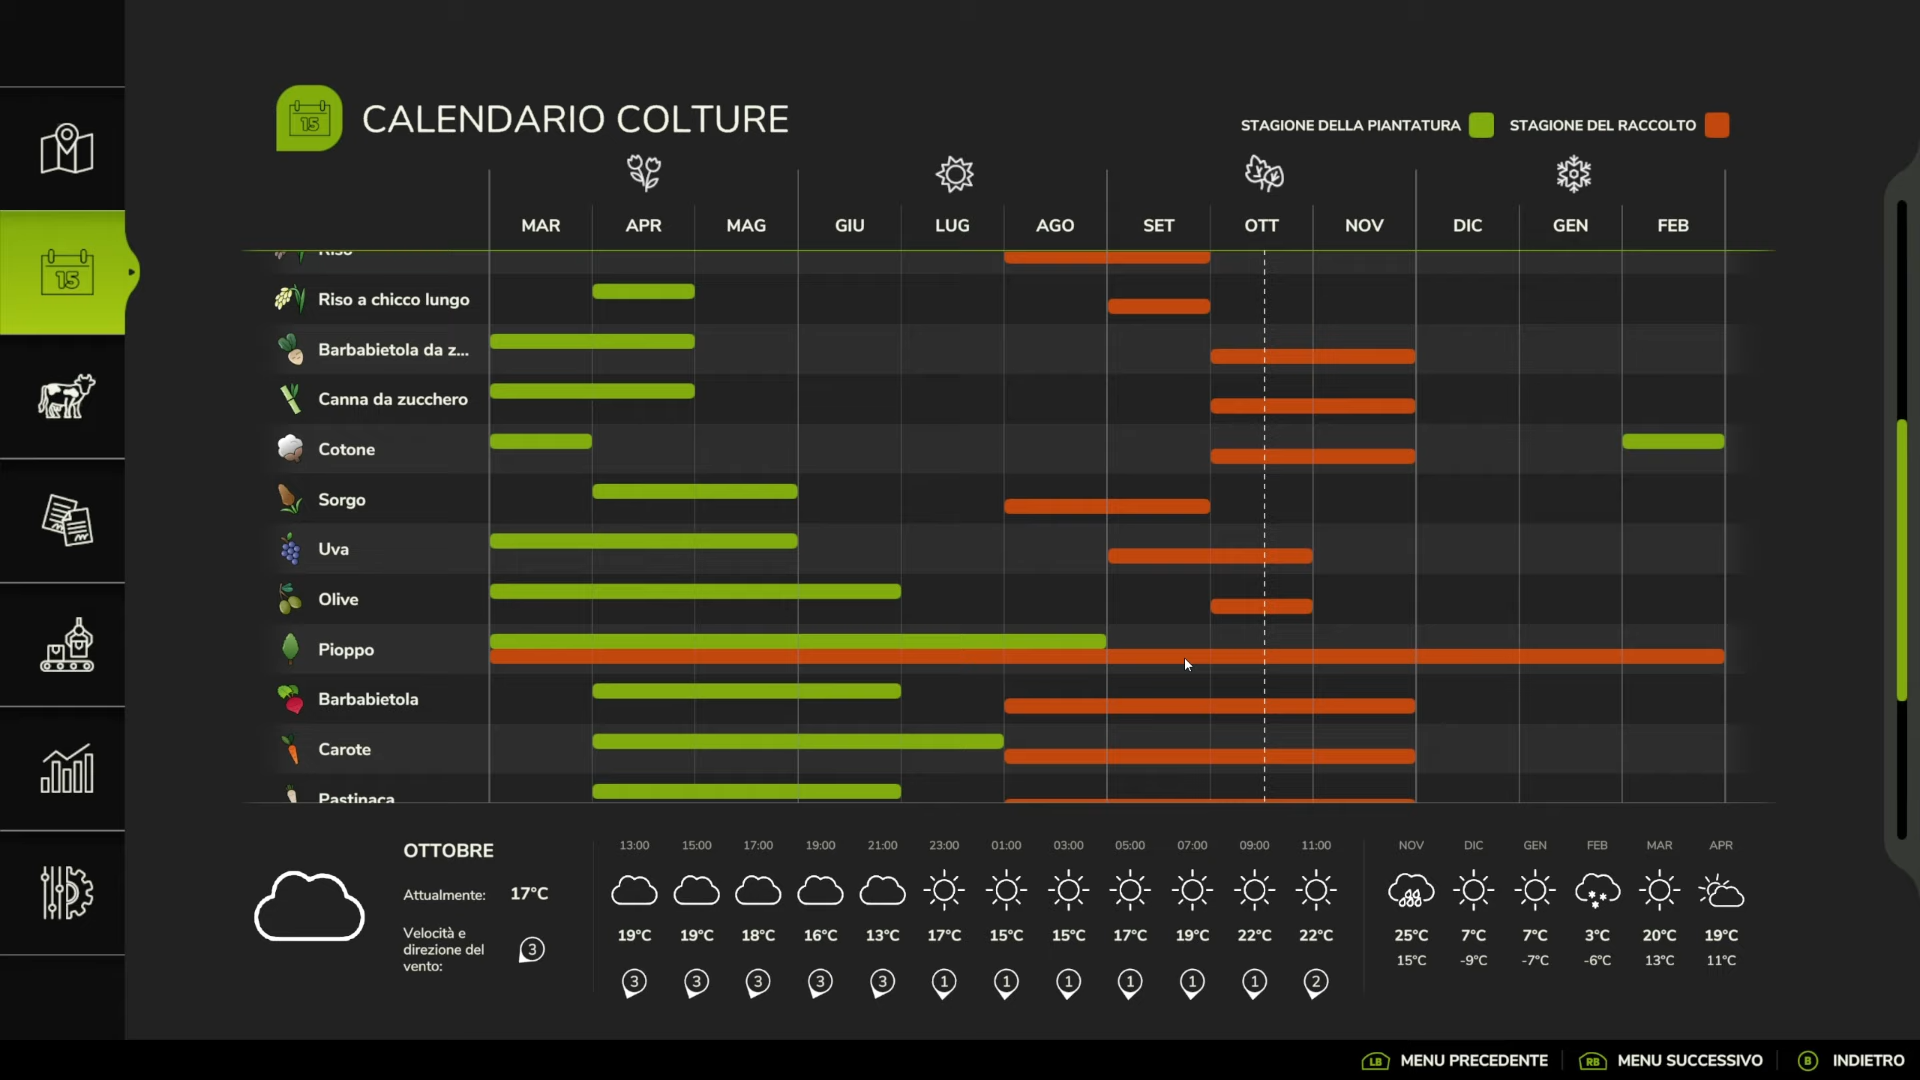 15
CALENDARIO COLTURE
STAGIONE DELLA PIANTATURA
STAGIONE DEL RACCOLTO
MAR APR MAG GIU LUG AGO SET OTT NOV DIC GEN FEB
Riso
Riso a chicco lungo
Barbabietola da z...
Canna da zucchero
Cotone
Sorgo
Uva
Olive
Pioppo
Barbabietola
Carote
Pastinaca
15
OTTOBRE
Attualmente: 17°C
Velocità e
direzione del
vento:
3
13:00 15:00 17:00 19:00 21:00 23:00 01:00 03:00 05:00 07:00 09:00 11:00
19°C 19°C 18°C 16°C 13°C 17°C 15°C 15°C 17°C 19°C 22°C 22°C
3 3 3 3 3 1 1 1 1 1 1 2
NOV DIC GEN FEB MAR APR
25°C 7°C 7°C 3°C 20°C 19°C
15°C -9°C -7°C -6°C 13°C 11°C
LB MENU PRECEDENTE RB MENU SUCCESSIVO B INDIETRO